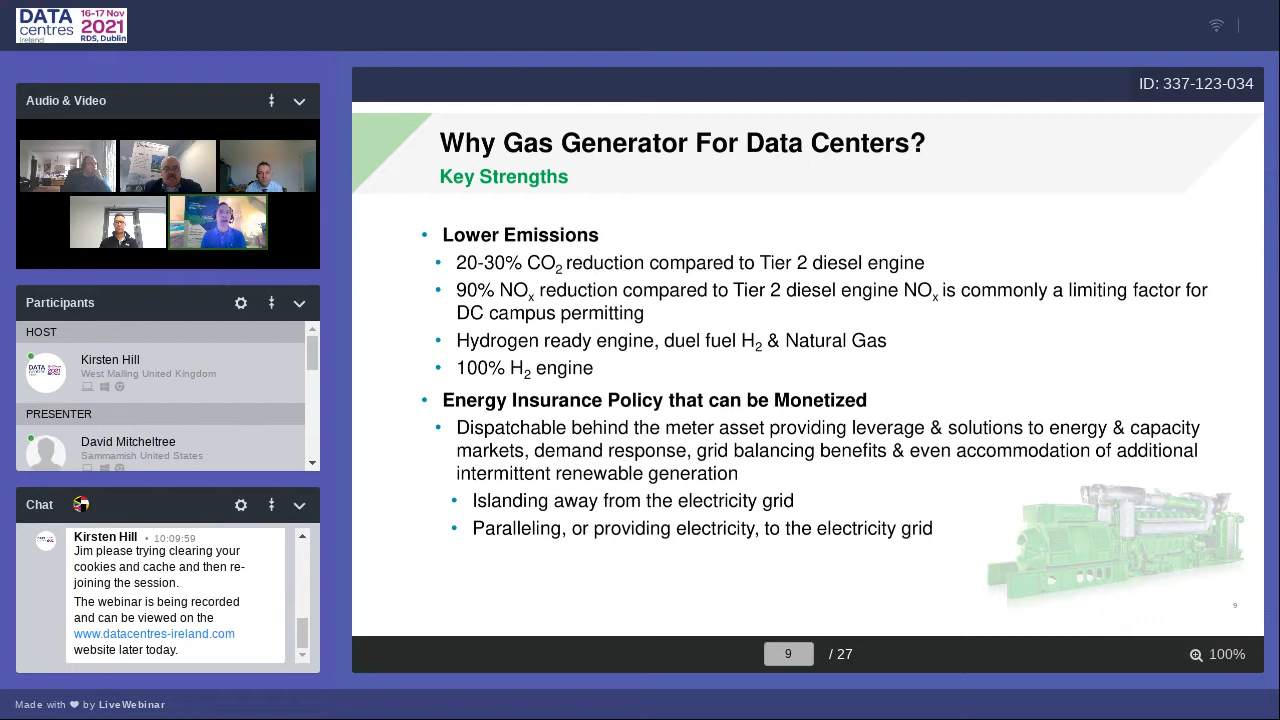 DATA
centres
ireland
16-17 Nov
2021
RDS, Dublin
ID: 337-123-034
Audio & Video
Participants
HOST
Kirsten Hill
West Malling United Kingdom
PRESENTER
David Mitcheltree
Sammamish United States
Chat
Kirsten Hill • 10:09:59
Jim please trying clearing your
cookies and cache and then re-
joining the session.
The webinar is being recorded
and can be viewed on the
www.datacentres-ireland.com
website later today.
Why Gas Generator For Data Centers?
Key Strengths
• Lower Emissions
• 20-30% CO2 reduction compared to Tier 2 diesel engine
• 90% NOx reduction compared to Tier 2 diesel engine NOx is commonly a limiting factor for
DC campus permitting
• Hydrogen ready engine, duel fuel H2 & Natural Gas
• 100% H2 engine
• Energy Insurance Policy that can be Monetized
• Dispatchable behind the meter asset providing leverage & solutions to energy & capacity
markets, demand response, grid balancing benefits & even accommodation of additional
intermittent renewable generation
• Islanding away from the electricity grid
• Paralleling, or providing electricity, to the electricity grid
9
9 / 27
100%
Made with ❤ by LiveWebinar